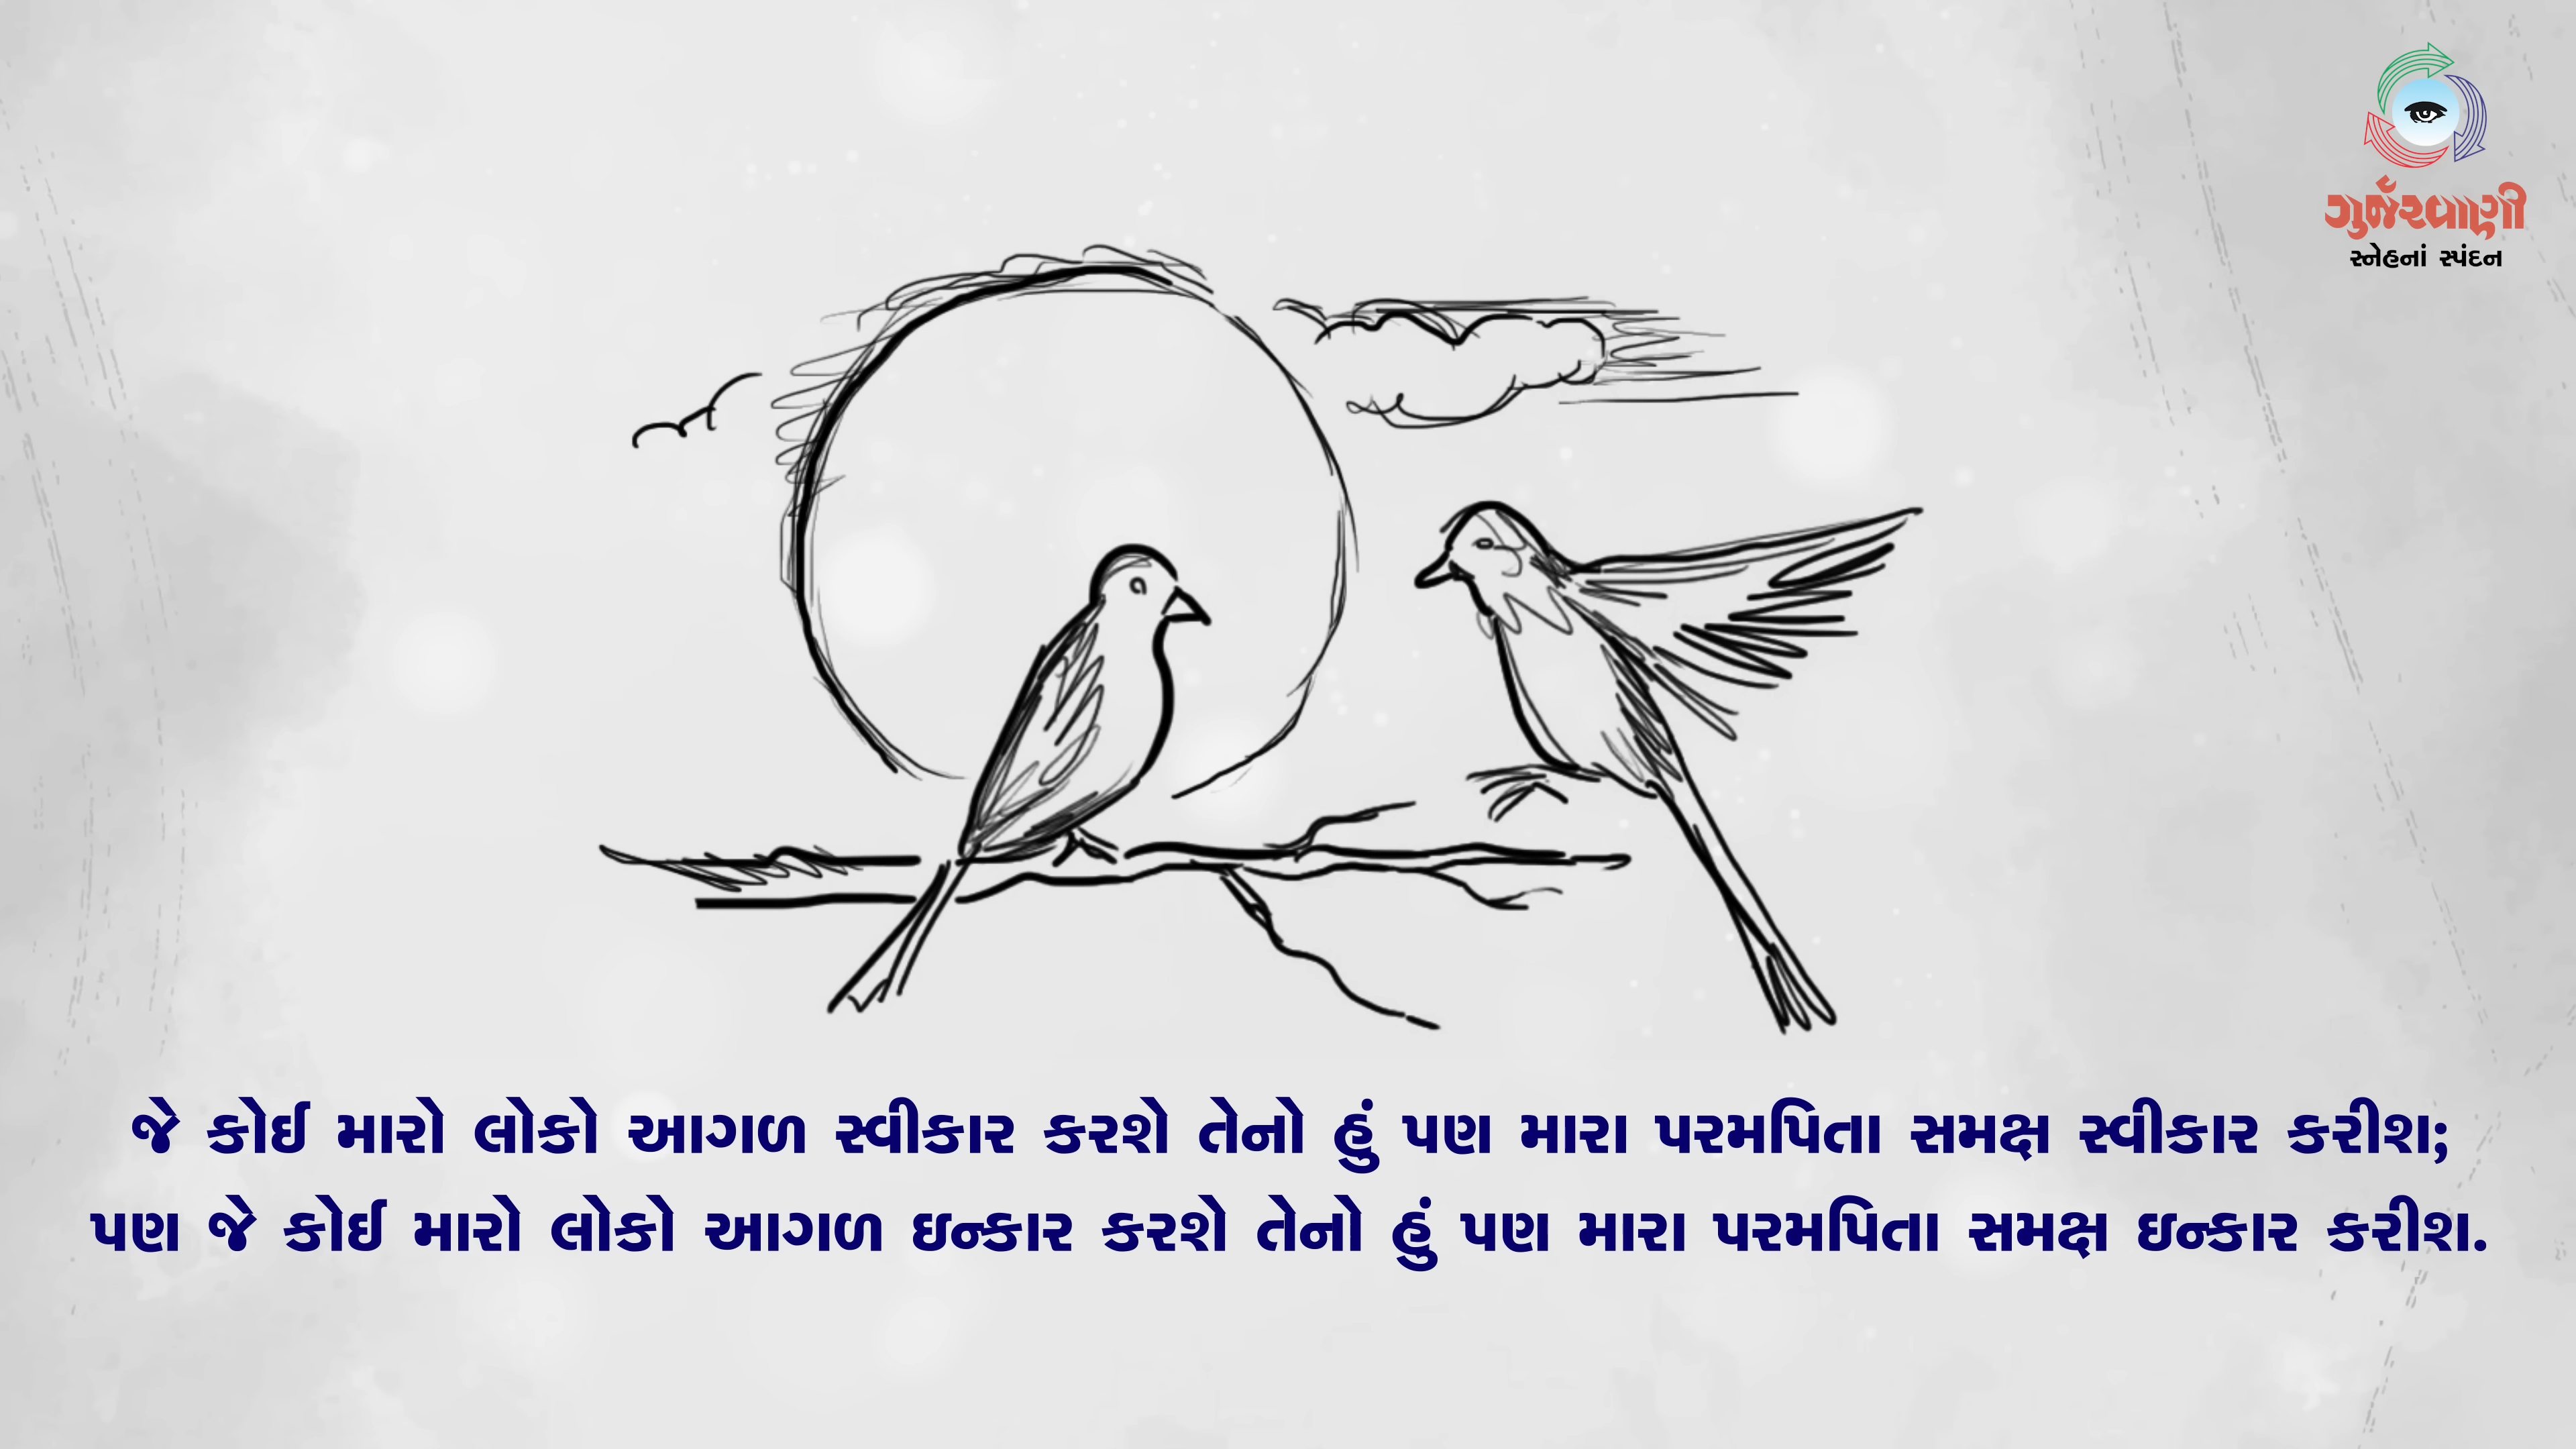 ગુર્જરવાણી
સ્નેહનાં સ્પંદન
જે કોઈ મારો લોકો આગળ સ્વીકાર કરશે તેનો હું પણ મારા પરમપિતા સમક્ષ સ્વીકાર કરીશ;
પણ જે કોઈ મારો લોકો આગળ ઇન્કાર કરશે તેનો હું પણ મારા પરમપિતા સમક્ષ ઇન્કાર કરીશ.